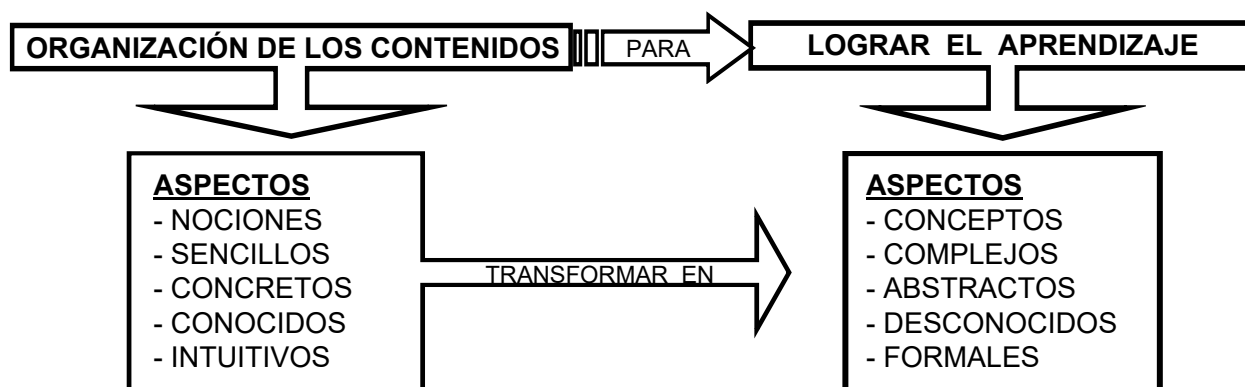 ORGANIZACIÓN DE LOS CONTENIDOS
PARA
LOGRAR EL APRENDIZAJE
ASPECTOS
- NOCIONES
- SENCILLOS
- CONCRETOS
- CONOCIDOS
- INTUITIVOS
TRANSFORMAR EN
ASPECTOS
- CONCEPTOS
- COMPLEJOS
- ABSTRACTOS
- DESCONOCIDOS
- FORMALES